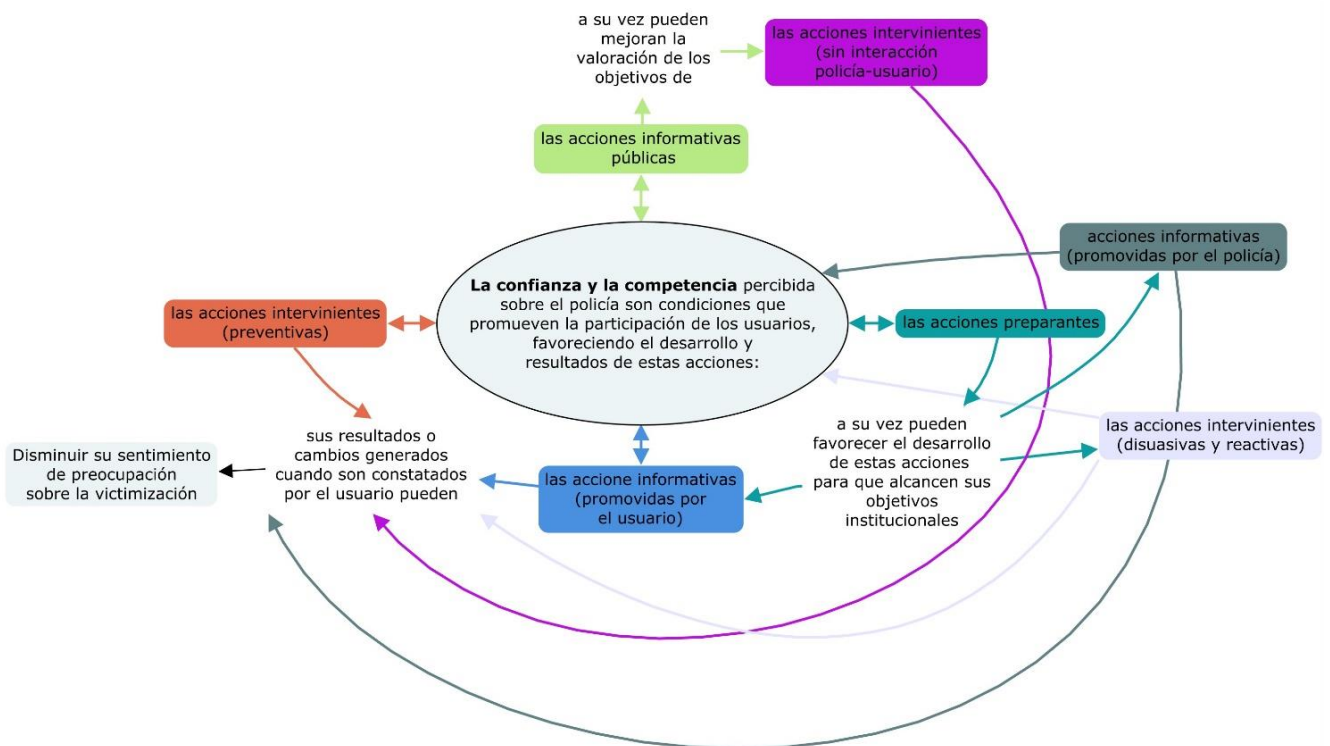 a su vez pueden
mejoran la
valoración de los
objetivos de
las acciones intervinientes
(sin interacción
policía-usuario)
las acciones informativas
públicas
acciones informativas
(promovidas por el policía)
La confianza y la competencia percibida
sobre el policía son condiciones que
promueven la participación de los usuarios,
favoreciendo el desarrollo y
resultados de estas acciones:
las acciones intervinientes
(preventivas)
las acciones preparantes
a su vez pueden
favorecer el desarrollo
de estas acciones
para que alcancen sus
objetivos
institucionales
las acciones intervinientes
(disuasivas y reactivas)
sus resultados o
cambios generados
cuando son constatados
por el usuario pueden
Disminuir su sentimiento
de preocupación
sobre la victimización
las accione informativas
(promovidas por
el usuario)